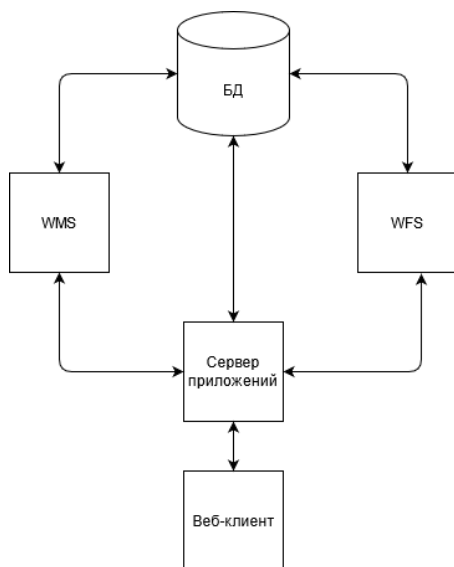 БД
WMS
WFS
Сервер
приложений
Веб-клиент